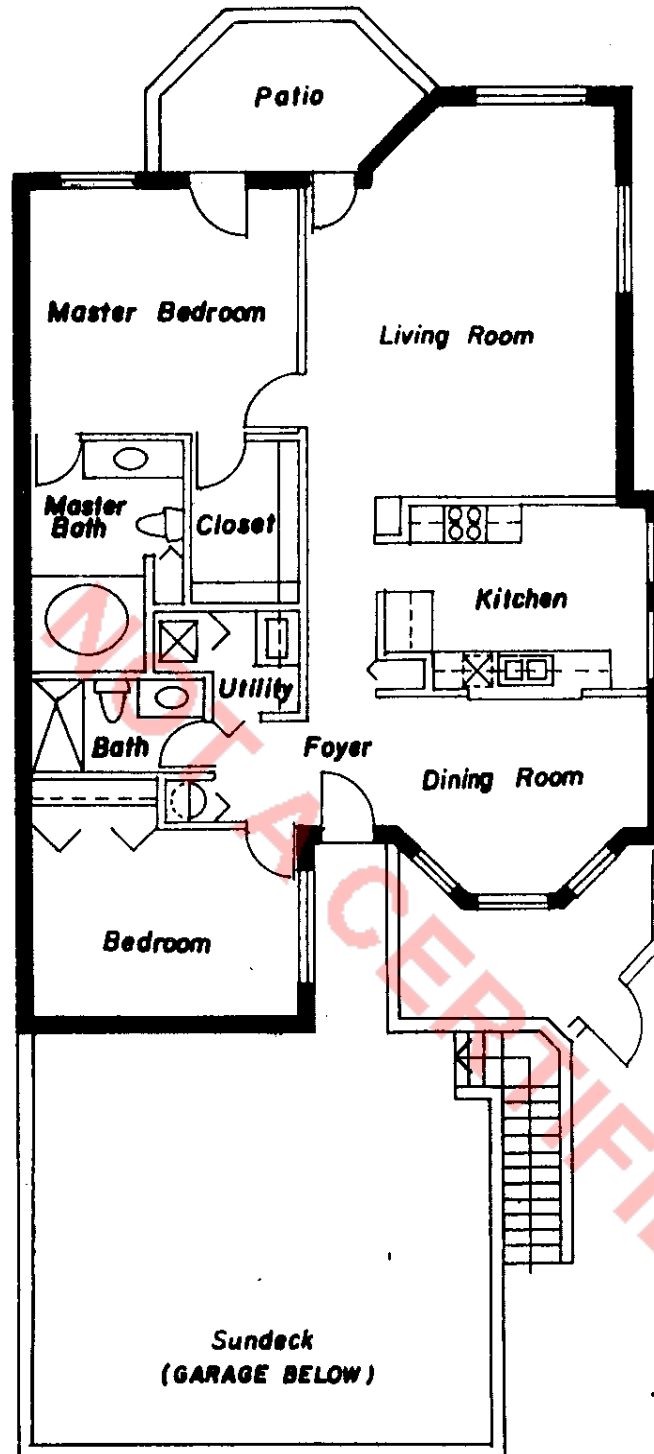 Patio
Master Bedroom
Living Room
Master
Bath
Closet
Kitchen
Utility
Bath
Foyer
Dining Room
Bedroom
Sundeck
(GARAGE BELOW)
NOT A